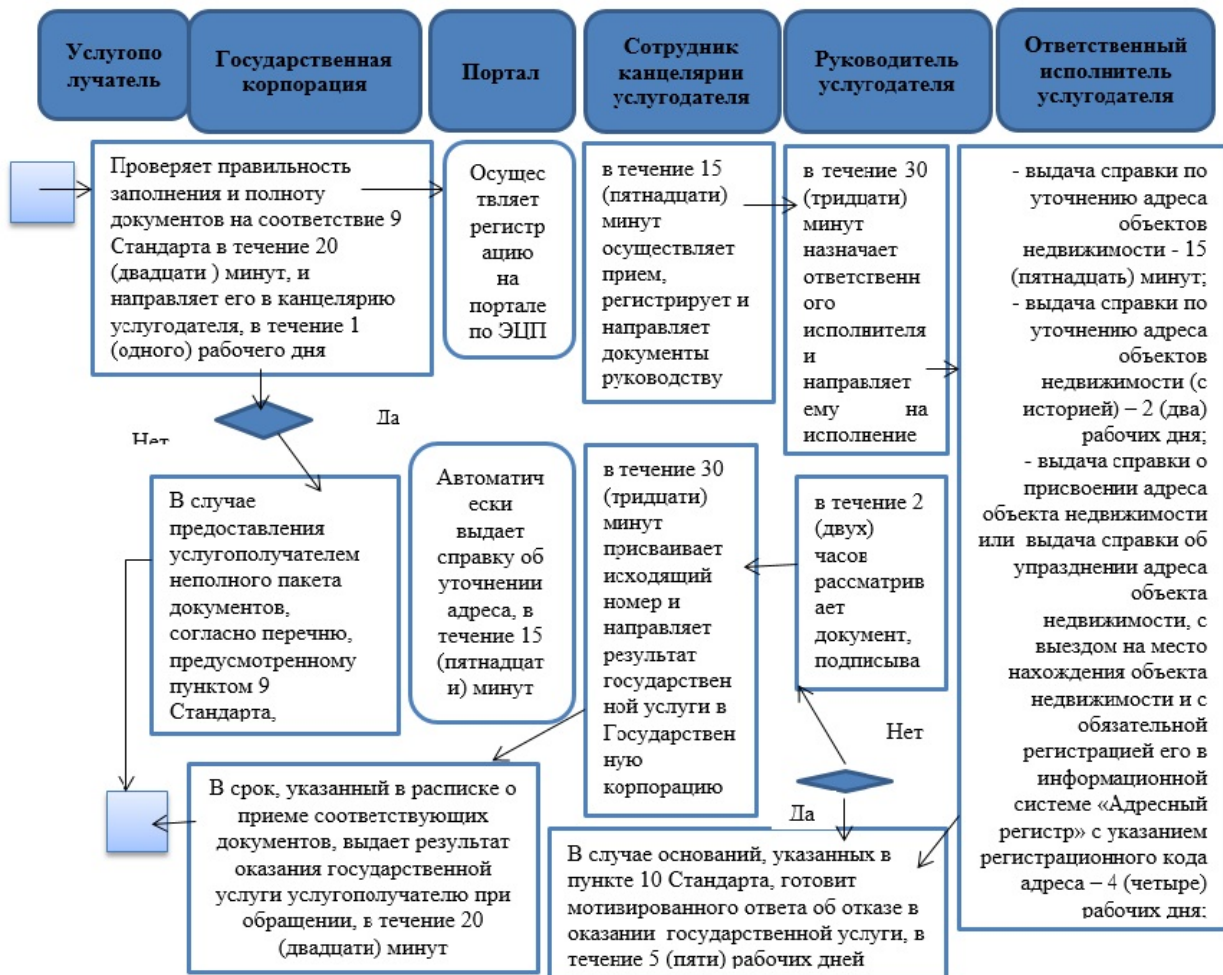 Услугопо
лучатель
Государственная
корпорация
Портал
Сотрудник
канцелярии
услугодателя
Руководитель
услугодателя
Ответственный
исполнитель
услугодателя
Проверяет правильность
заполнения и полноту
документов на соответствие 9
Стандарта в течение 20
(двадцати ) минут, и
направляет его в канцелярию
услугодателя, в течение 1
(одного) рабочего дня
Осущес
твляет
регистр
ацию
на
портале
по ЭЦП
в течение 15
(пятнадцати)
минут
осуществляет
прием,
регистрирует и
направляет
документы
руководству
в течение 30
(тридцати)
минут
назначает
ответственн
ого
исполнителя
и
направляет
ему на
исполнение
- выдача справки по
уточнению адреса
объектов
недвижимости - 15
(пятнадцать) минут;
- выдача справки по
уточнению адреса
объектов
недвижимости (с
историей) – 2 (два)
рабочих дня;
- выдача справки о
присвоении адреса
объекта недвижимости
или выдача справки об
упразднении адреса
объекта
недвижимости, с
выездом на место
нахождения объекта
недвижимости и с
обязательной
регистрацией его в
информационной
системе «Адресный
регистр» с указанием
регистрационного кода
адреса – 4 (четыре)
рабочих дня;
Да
Нет
В случае
предоставления
услугополучателем
неполного пакета
документов,
согласно перечню,
предусмотренному
пунктом 9
Стандарта,
Автоматич
ески
выдает
справку об
уточнении
адреса, в
течение 15
(пятнадцат
и) минут
в течение 30
(тридцати)
минут
присваивает
исходящий
номер и
направляет
результат
государствен
ной услуги в
Государствен
ную
корпорацию
в течение 2
(двух)
часов
рассматрив
ает
документ,
подписыва
Нет
Да
В срок, указанный в расписке о
приеме соответствующих
документов, выдает результат
оказания государственной
услуги услугополучателю при
обращении, в течение 20
(двадцати) минут
В случае оснований, указанных в
пункте 10 Стандарта, готовит
мотивированного ответа об отказе в
оказании государственной услуги, в
течение 5 (пяти) рабочих дней